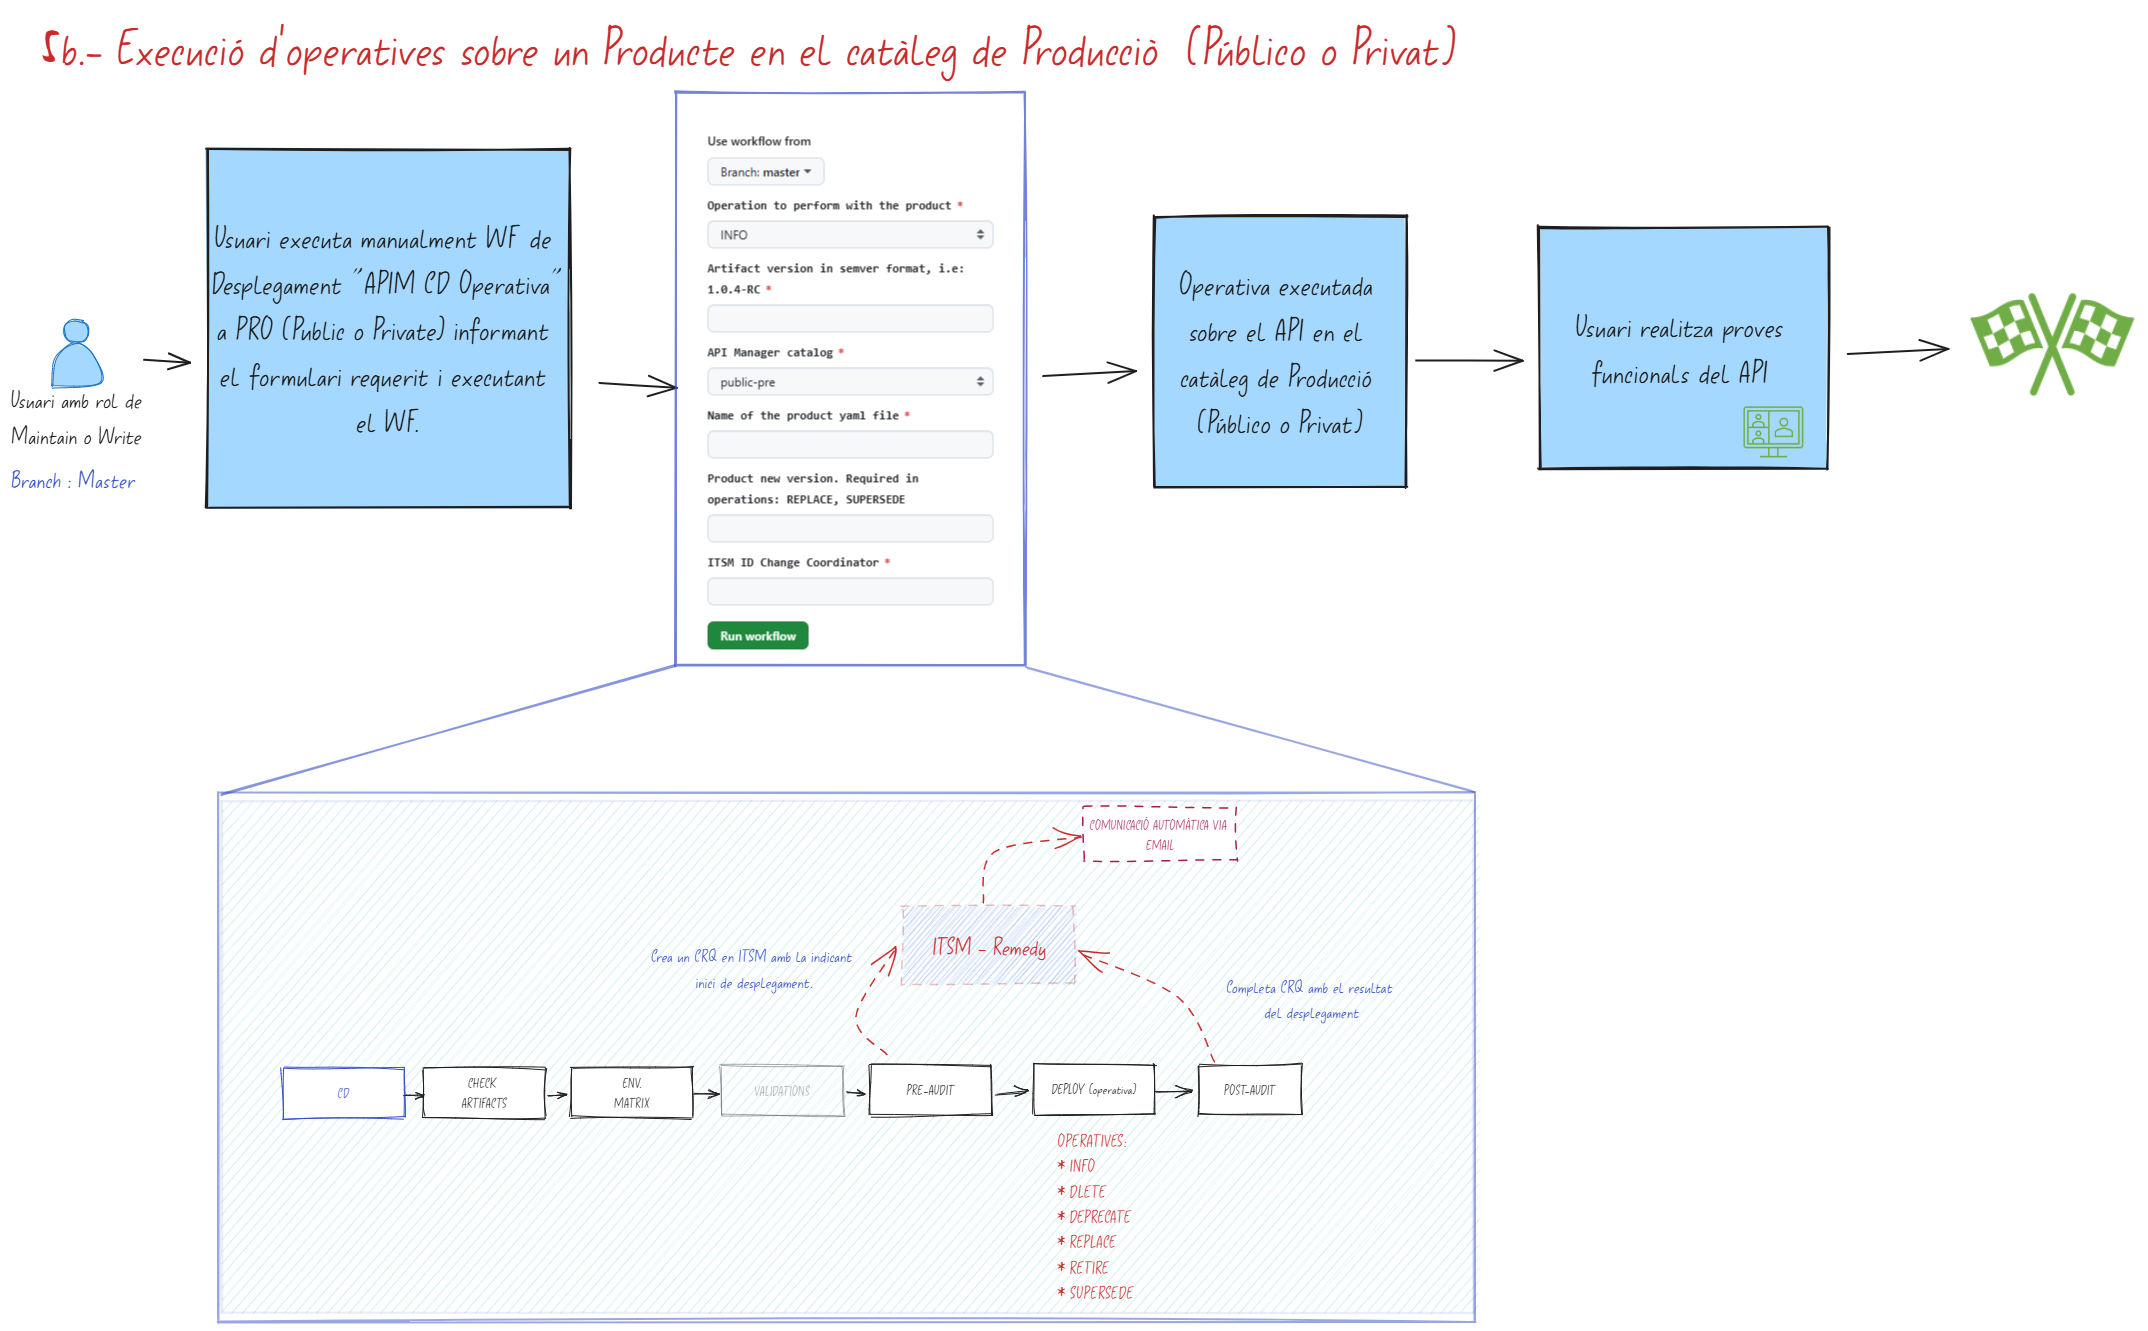 5b.- Execució d'operatives sobre un Producte en el catàleg de Producciò (Público o Privat)
Usuari amb rol de
Maintain o Write
Branch : Master
Usuari executa manualment WF de
Desplegament "APIM CD Operativa"
a PRO (Public o Private) informant
el formulari requerit i executant
el WF.
Use workflow from
Branch: master
Operation to perform with the product *
INFO
Artifact version in semver format, i.e:
1.0.4-RC *
API Manager catalog *
public-pre
Name of the product yaml file *
Product new version. Required in
operations: REPLACE, SUPERSEDE
ITSM ID Change Coordinator *
Run workflow
Operativa executada
sobre el API en el
catàleg de Producció
(Público o Privat)
Usuari realitza proves
funcionals del API
COMUNICACIÒ AUTOMÀTICA VIA
EMAIL
ITSM - Remedy
Crea un CRQ en ITSM amb La indicant
inici de desplegament.
Completa CRQ amb el resultat
del desplegament
CD
CHECK
ARTIFACTS
ENV.
MATRIX
VALIDATIONS
PRE-AUDIT
DEPLOY (operativa)
POST-AUDIT
OPERATIVES:
* INFO
* DLETE
* DEPRECATE
* REPLACE
* RETIRE
* SUPERSEDE